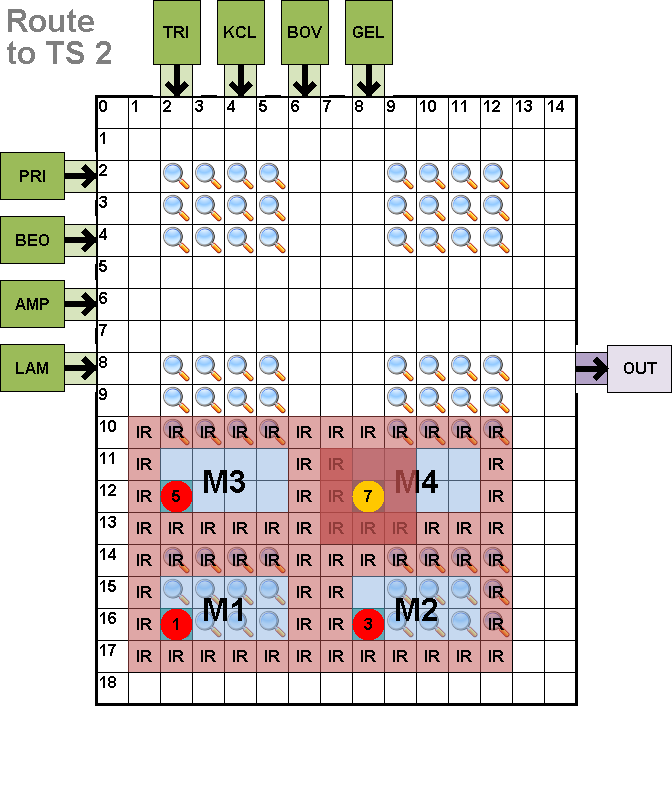 Route
to TS 2
TRI KCL BOV GEL
0 1 2 3 4 5 6 7 8 9 10 11 12 13 14
1
PRI 2
3
BEO 4
5
AMP 6
7
LAM 8 OUT
9
10 IR IR IR IR IR IR IR IR IR IR IR IR
11 IR IR IR IR
M3 M4
12 IR 5 IR IR 7 IR
13 IR IR IR IR IR IR IR IR IR IR IR IR
14 IR IR IR IR IR IR IR IR IR IR IR IR
15 IR IR IR IR
M1 M2
16 IR 1 IR IR 3 IR
17 IR IR IR IR IR IR IR IR IR IR IR IR
18